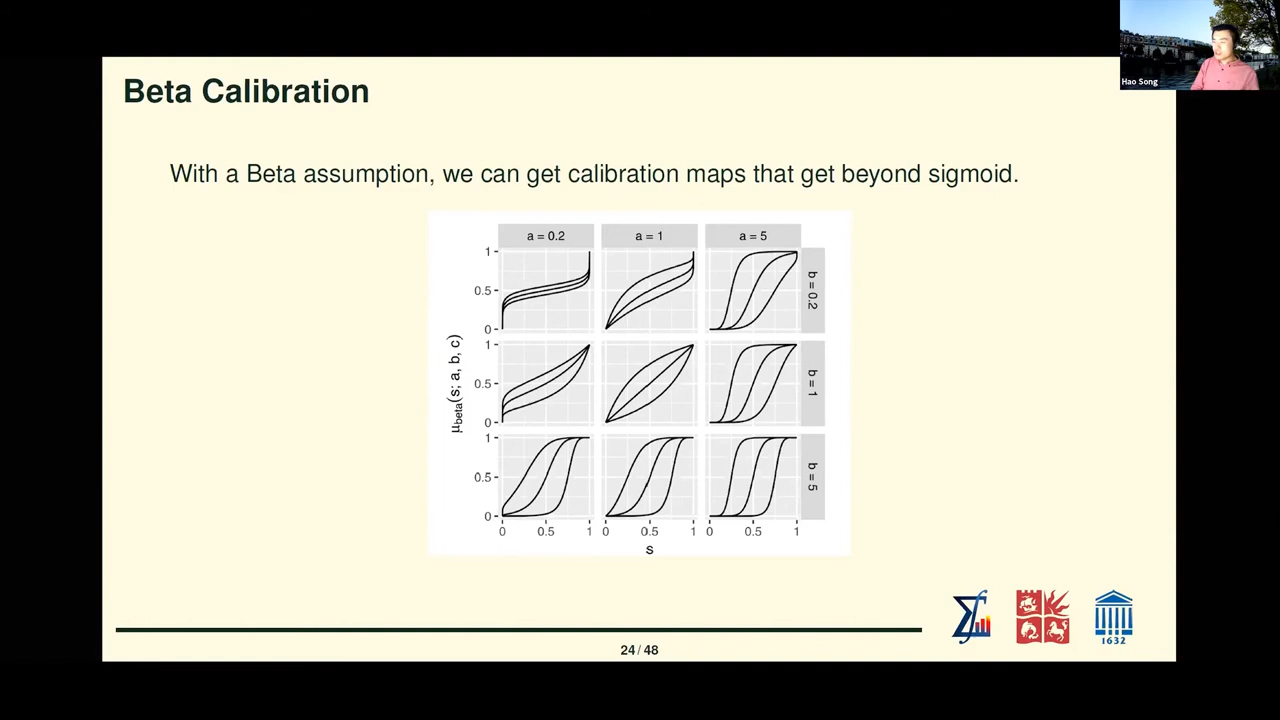 Hao Song
Beta Calibration
With a Beta assumption, we can get calibration maps that get beyond sigmoid.
a = 0.2 a = 1 a = 5
1
0.5
0
b = 0.2
1
0.5
0
b = 1
1
0.5
0
b = 5
μbeta(s; a, b, c)
0 0.5 1 0 0.5 1 0 0.5 1
s
24 / 48
Σf
1632